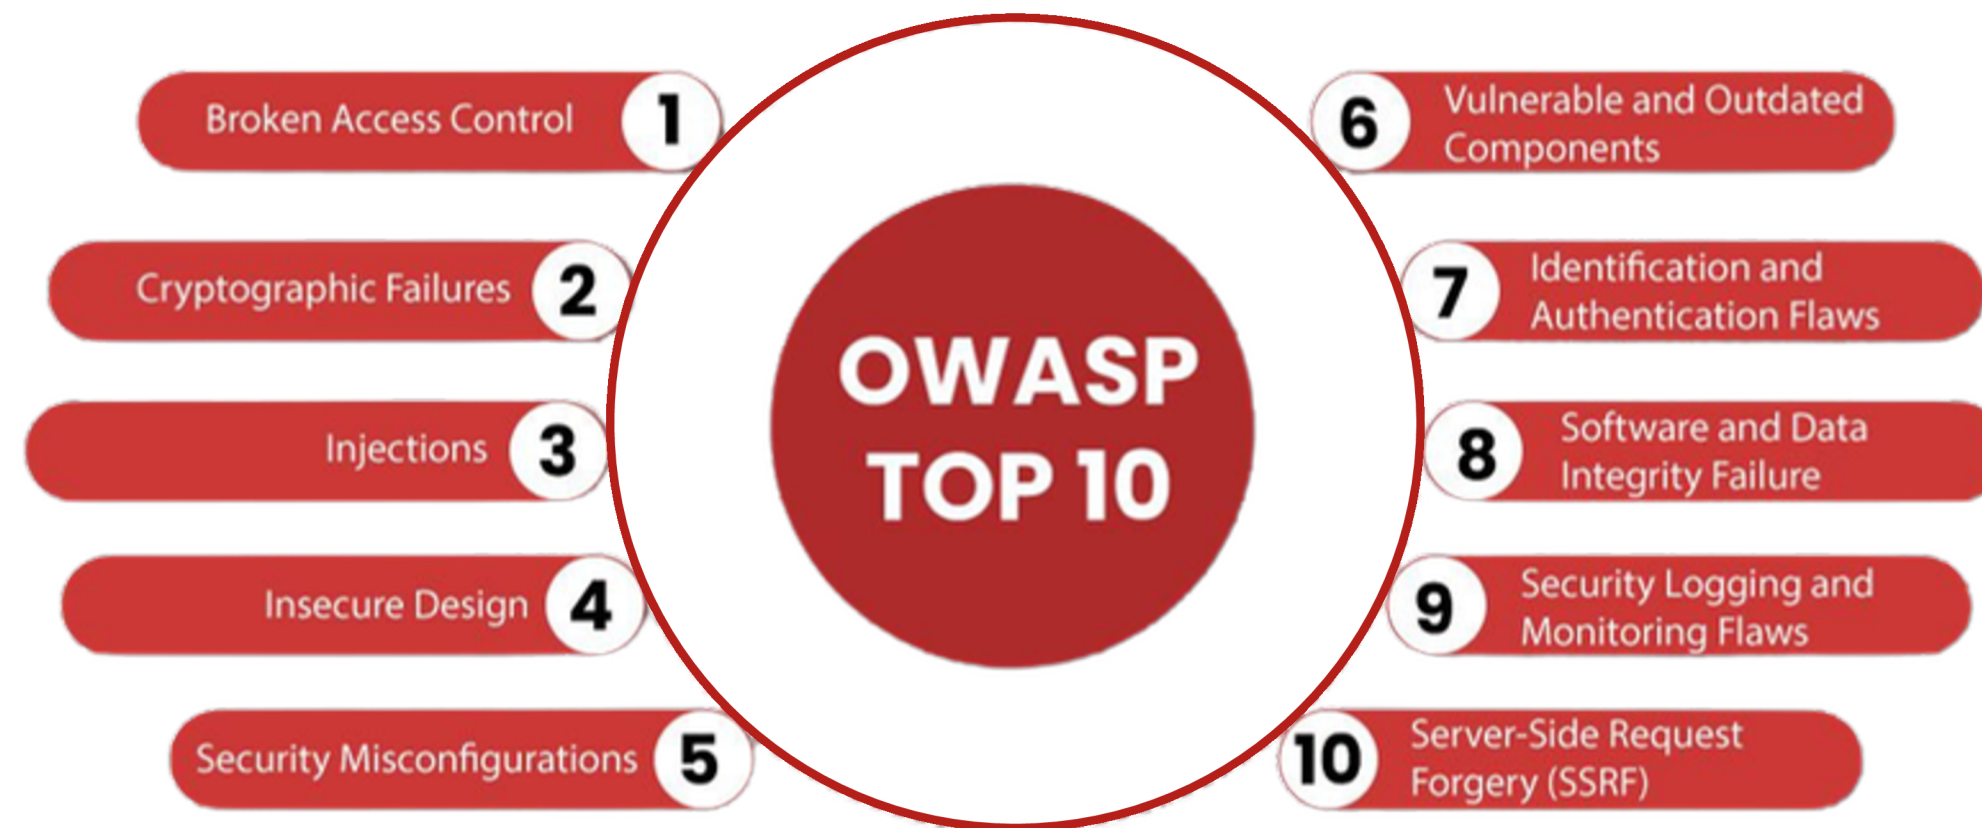 Broken Access Control
1
Cryptographic Failures
2
Injections
3
Insecure Design
4
Security Misconfigurations
5
OWASP
TOP 10
6
Vulnerable and Outdated
Components
7
Identification and
Authentication Flaws
8
Software and Data
Integrity Failure
9
Security Logging and
Monitoring Flaws
10
Server-Side Request
Forgery (SSRF)